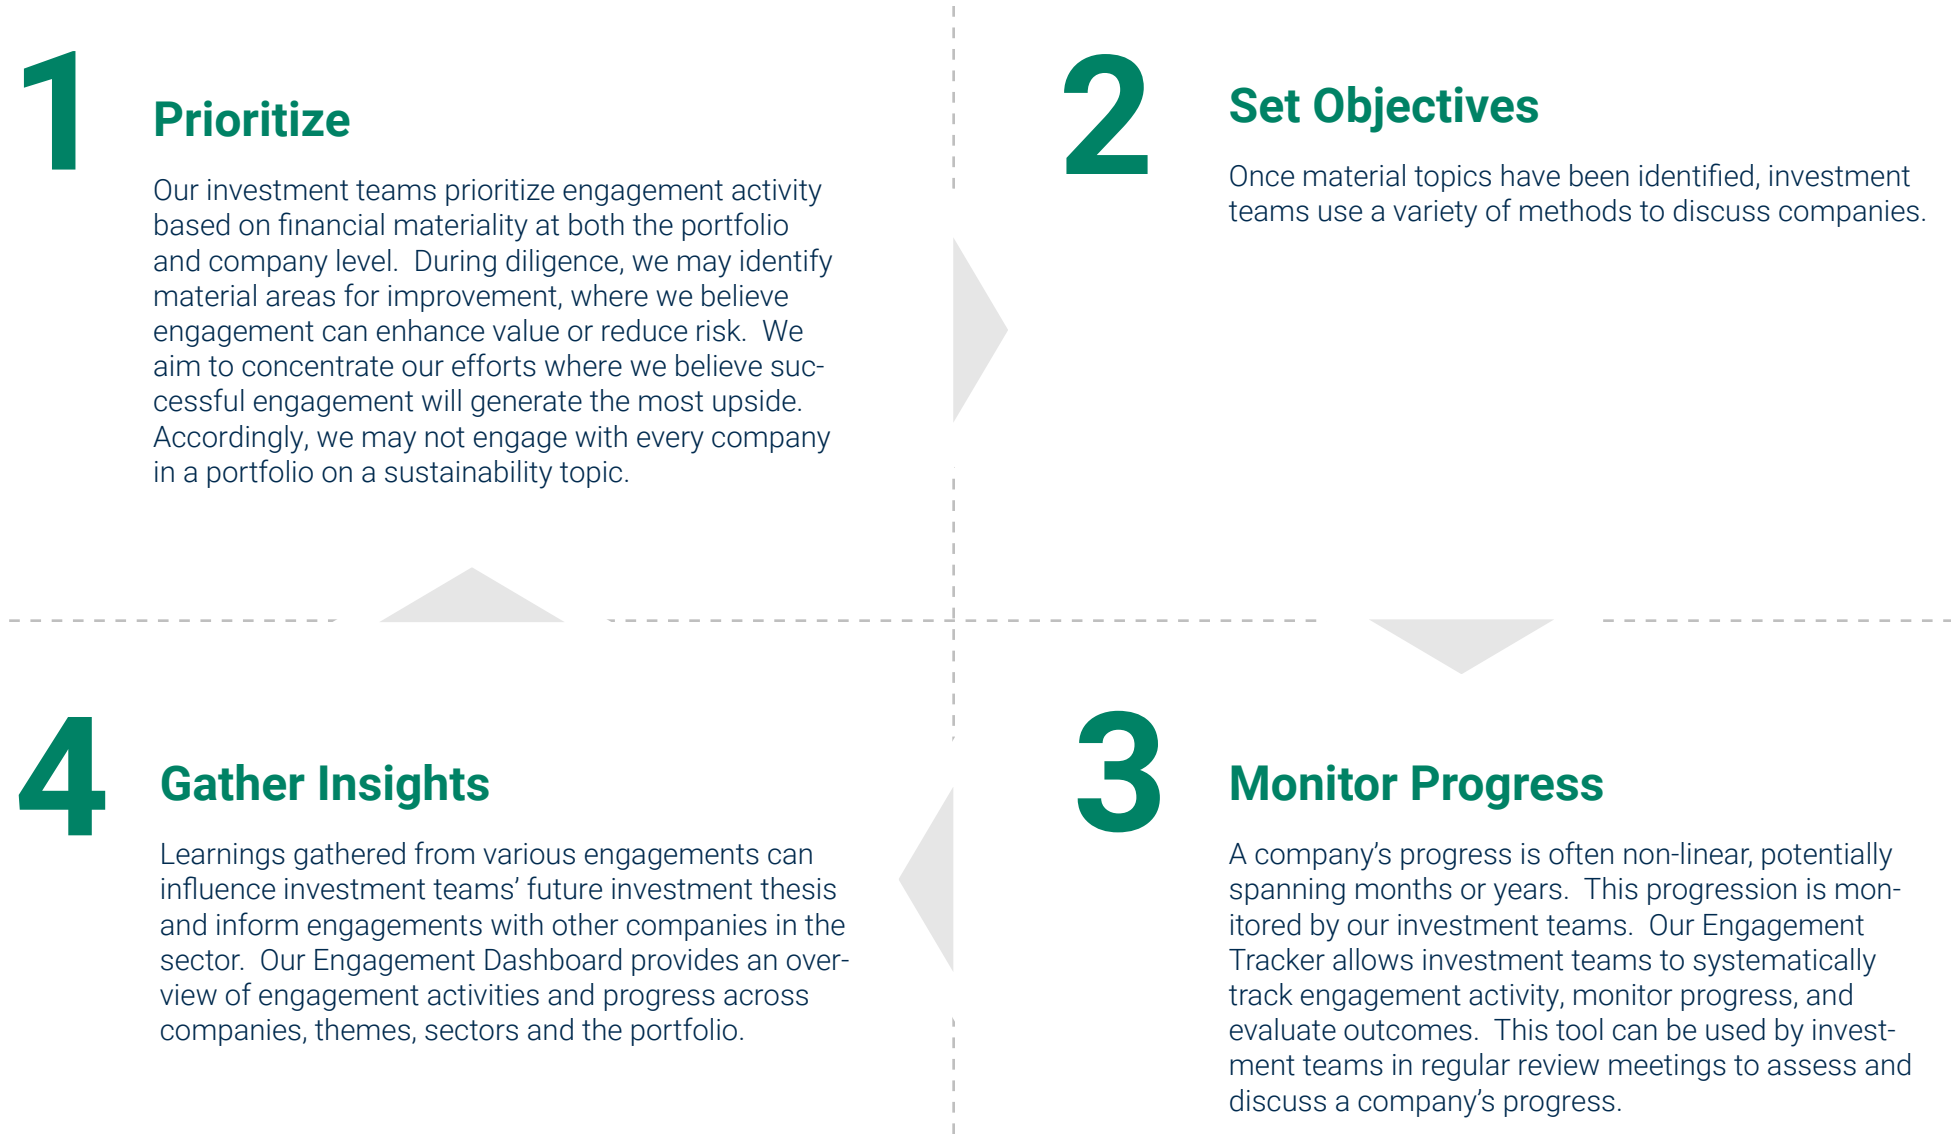 1
Prioritize
Our investment teams prioritize engagement activity
based on financial materiality at both the portfolio
and company level.  During diligence, we may identify
material areas for improvement, where we believe
engagement can enhance value or reduce risk.  We
aim to concentrate our efforts where we believe suc-
cessful engagement will generate the most upside.
Accordingly, we may not engage with every company
in a portfolio on a sustainability topic.
2
Set Objectives
Once material topics have been identified, investment
teams use a variety of methods to discuss companies.
3
Monitor Progress
A company’s progress is often non-linear, potentially
spanning months or years.  This progression is mon-
itored by our investment teams.  Our Engagement
Tracker allows investment teams to systematically
track engagement activity, monitor progress, and
evaluate outcomes.  This tool can be used by invest-
ment teams in regular review meetings to assess and
discuss a company’s progress.
4
Gather Insights
Learnings gathered from various engagements can
influence investment teams’ future investment thesis
and inform engagements with other companies in the
sector.  Our Engagement Dashboard provides an over-
view of engagement activities and progress across
companies, themes, sectors and the portfolio.